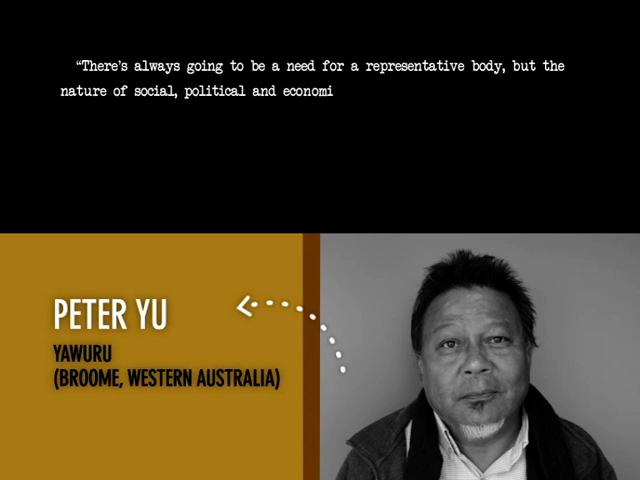 “There’s always going to be a need for a representative body, but the
nature of social, political and economi
PETER YU
YAWURU
(BROOME, WESTERN AUSTRALIA)